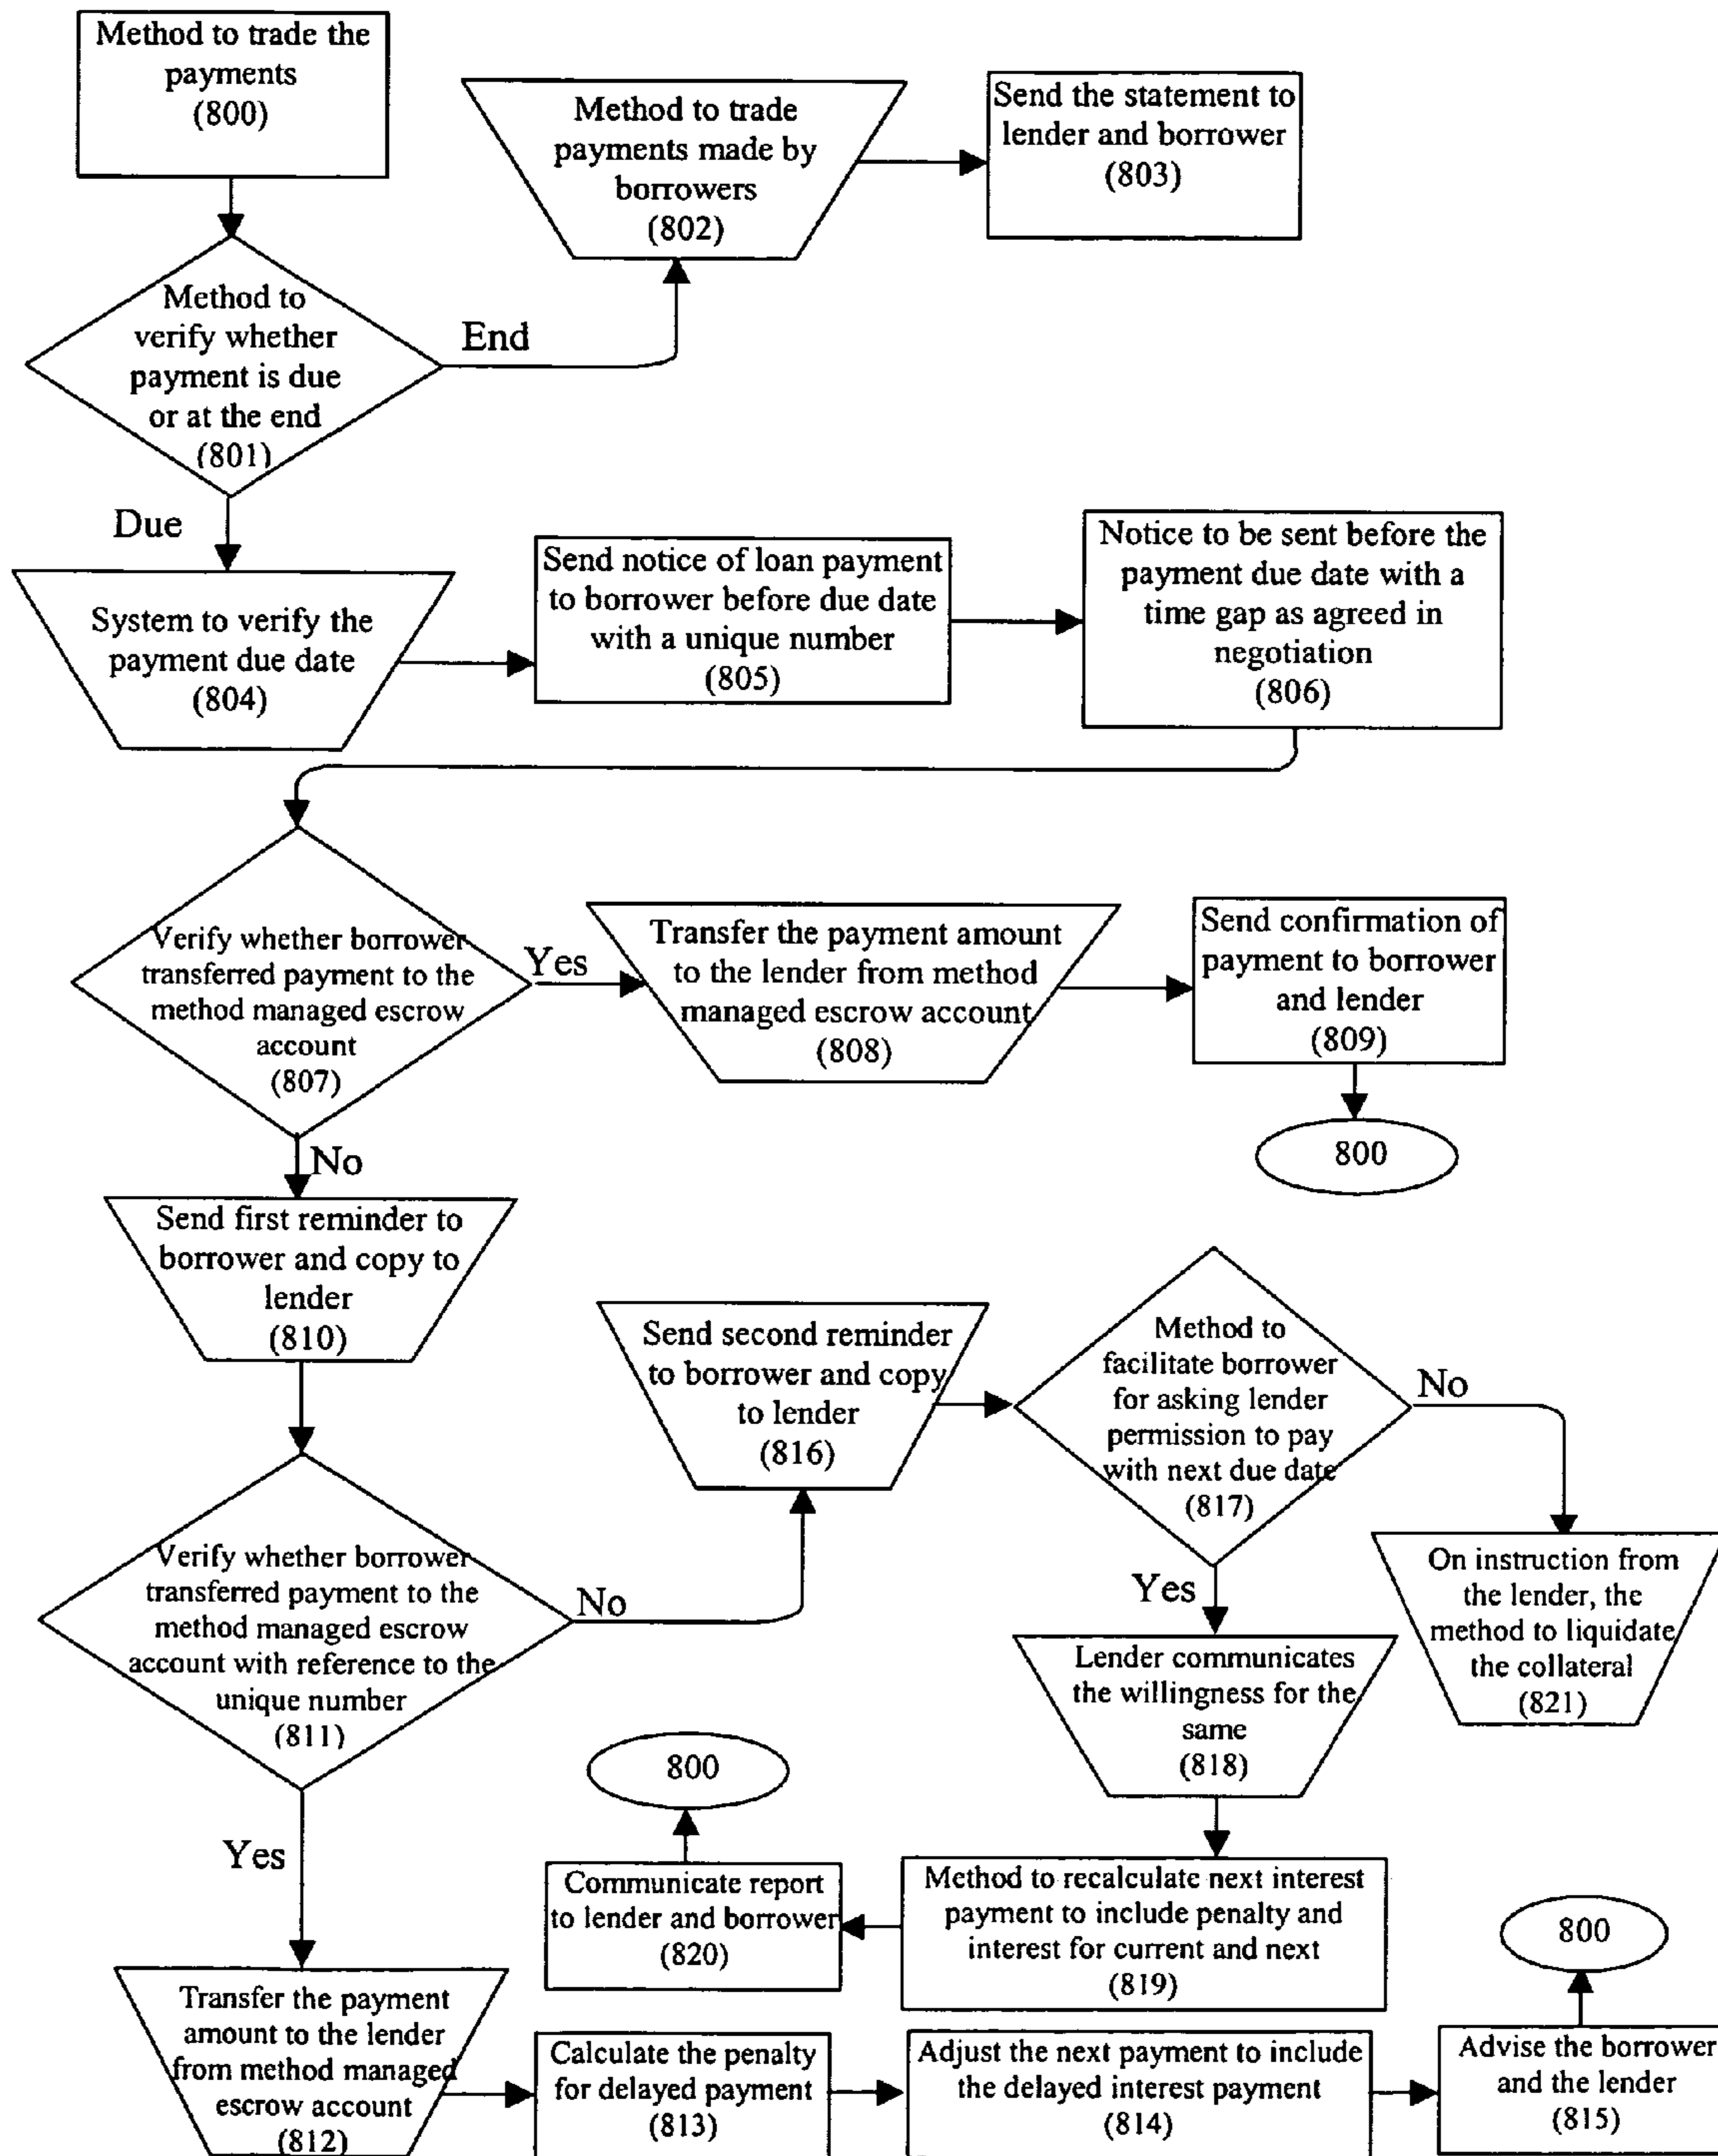 Method to trade the
payments
(800)
Method to trade
payments made by
borrowers
(802)
Send the statement to
lender and borrower
(803)
Method to
verify whether
payment is due
or at the end
(801)
End
Due
System to verify the
payment due date
(804)
Send notice of loan payment
to borrower before due date
with a unique number
(805)
Notice to be sent before the
payment due date with a
time gap as agreed in
negotiation
(806)
Verify whether borrower
transferred payment to the
method managed escrow
account
(807)
Yes
Transfer the payment amount
to the lender from method
managed escrow account
(808)
Send confirmation of
payment to borrower
and lender
(809)
800
No
Send first reminder to
borrower and copy to
lender
(810)
Send second reminder
to borrower and copy
to lender
(816)
Method to
facilitate borrower
for asking lender
permission to pay
with next due date
(817)
No
Verify whether borrower
transferred payment to the
method managed escrow
account with reference to the
unique number
(811)
No
Yes
On instruction from
the lender, the
method to liquidate
the collateral
(821)
Lender communicates
the willingness for the
same
(818)
800
Yes
Communicate report
to lender and borrower
(820)
Method to recalculate next interest
payment to include penalty and
interest for current and next
(819)
800
Transfer the payment
amount to the lender
from method managed
escrow account
(812)
Calculate the penalty
for delayed payment
(813)
Adjust the next payment to include
the delayed interest payment
(814)
Advise the borrower
and the lender
(815)